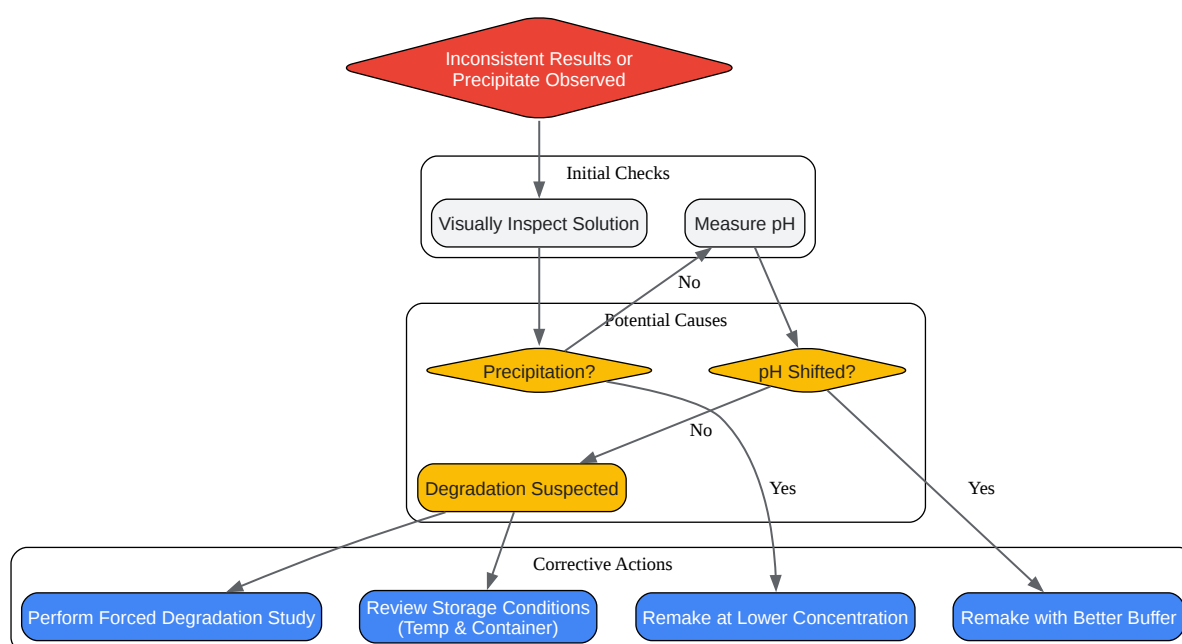 Inconsistent Results or
Precipitate Observed
Initial Checks
Visually Inspect Solution
Measure pH
No
Potential Causes
Precipitation?
pH Shifted?
No
Degradation Suspected
Yes
Yes
Corrective Actions
Perform Forced Degradation Study
Review Storage Conditions
(Temp & Container)
Remake at Lower Concentration
Remake with Better Buffer